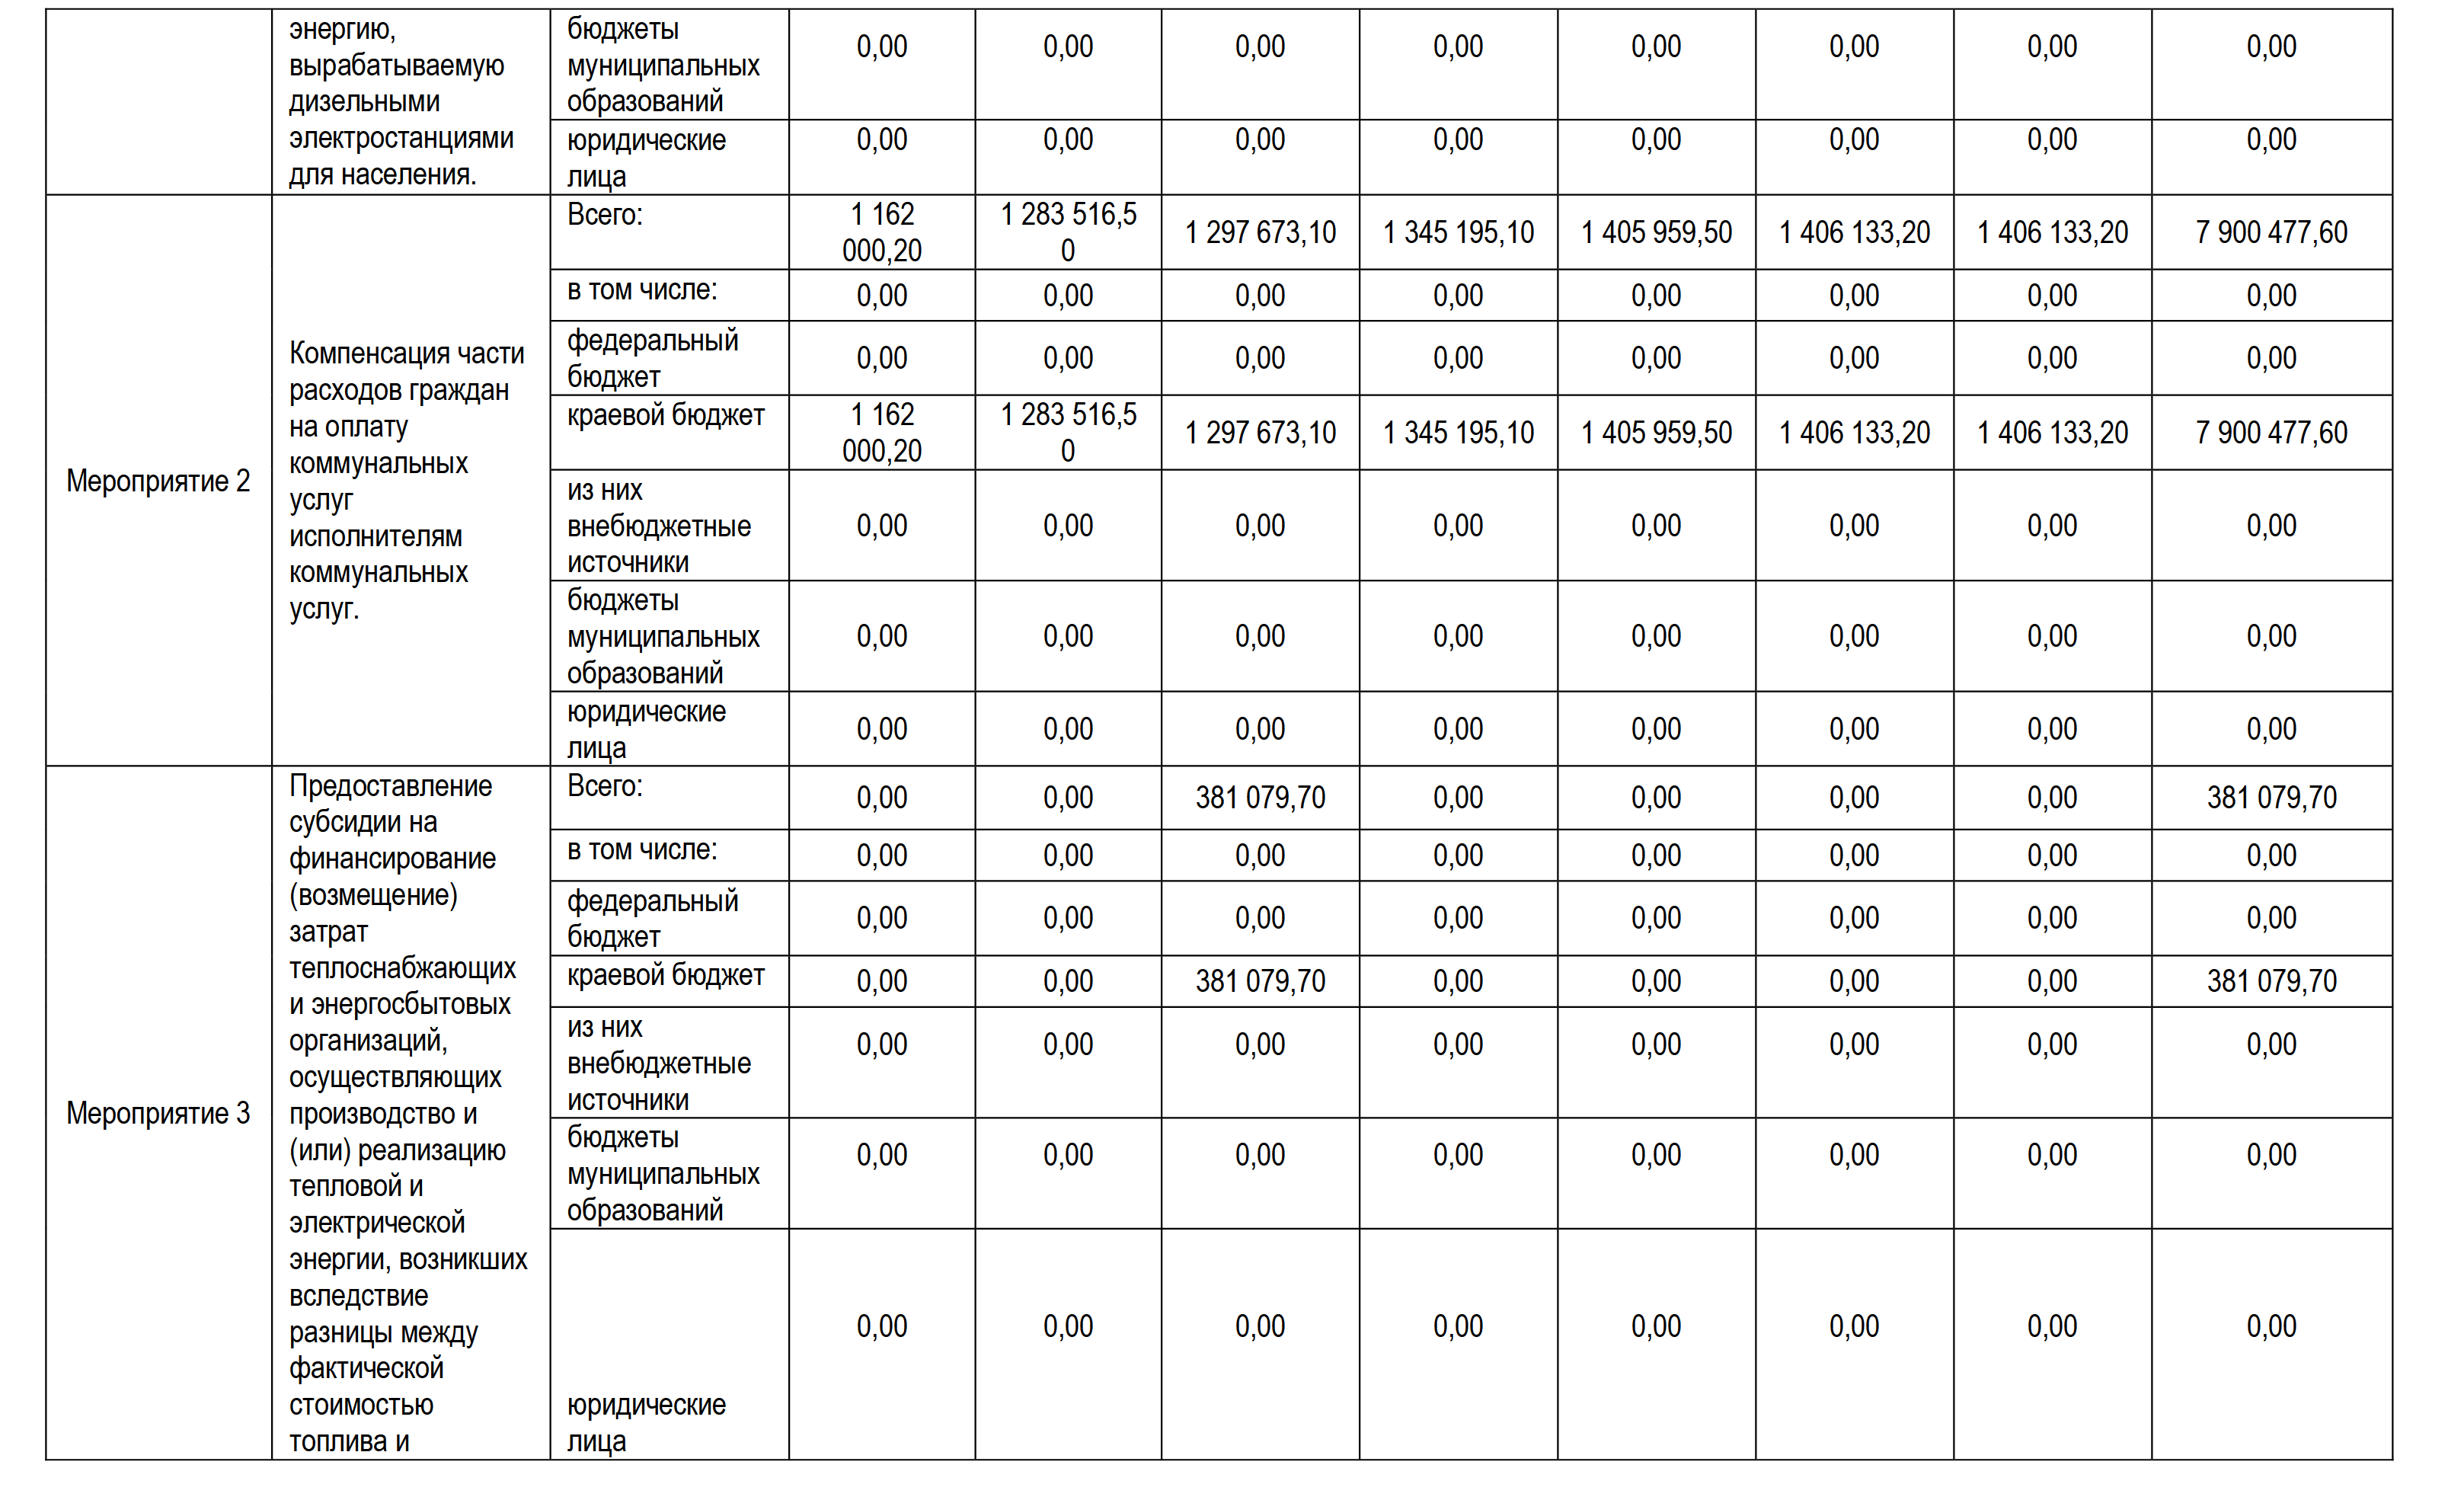 энергию,
вырабатываемую
дизельными
электростанциями
для населения.
бюджеты
муниципальных
образований
0,00 0,00 0,00 0,00 0,00 0,00 0,00 0,00
юридические
лица
0,00 0,00 0,00 0,00 0,00 0,00 0,00 0,00
Мероприятие 2
Компенсация части
расходов граждан
на оплату
коммунальных
услуг
исполнителям
коммунальных
услуг.
Всего:
1 162
000,20
1 283 516,5
0
1 297 673,10 1 345 195,10 1 405 959,50 1 406 133,20 1 406 133,20 7 900 477,60
в том числе: 0,00 0,00 0,00 0,00 0,00 0,00 0,00 0,00
федеральный
бюджет
0,00 0,00 0,00 0,00 0,00 0,00 0,00 0,00
краевой бюджет
1 162
000,20
1 283 516,5
0
1 297 673,10 1 345 195,10 1 405 959,50 1 406 133,20 1 406 133,20 7 900 477,60
из них
внебюджетные
источники
0,00 0,00 0,00 0,00 0,00 0,00 0,00 0,00
бюджеты
муниципальных
образований
0,00 0,00 0,00 0,00 0,00 0,00 0,00 0,00
юридические
лица
0,00 0,00 0,00 0,00 0,00 0,00 0,00 0,00
Мероприятие 3
Предоставление
субсидии на
финансирование
(возмещение)
затрат
теплоснабжающих
и энергосбытовых
организаций,
осуществляющих
производство и
(или) реализацию
тепловой и
электрической
энергии, возникших
вследствие
разницы между
фактической
стоимостью
топлива и
Всего: 0,00 0,00 381 079,70 0,00 0,00 0,00 0,00 381 079,70
в том числе: 0,00 0,00 0,00 0,00 0,00 0,00 0,00 0,00
федеральный
бюджет
0,00 0,00 0,00 0,00 0,00 0,00 0,00 0,00
краевой бюджет 0,00 0,00 381 079,70 0,00 0,00 0,00 0,00 381 079,70
из них
внебюджетные
источники
0,00 0,00 0,00 0,00 0,00 0,00 0,00 0,00
бюджеты
муниципальных
образований
0,00 0,00 0,00 0,00 0,00 0,00 0,00 0,00
юридические
лица
0,00 0,00 0,00 0,00 0,00 0,00 0,00 0,00